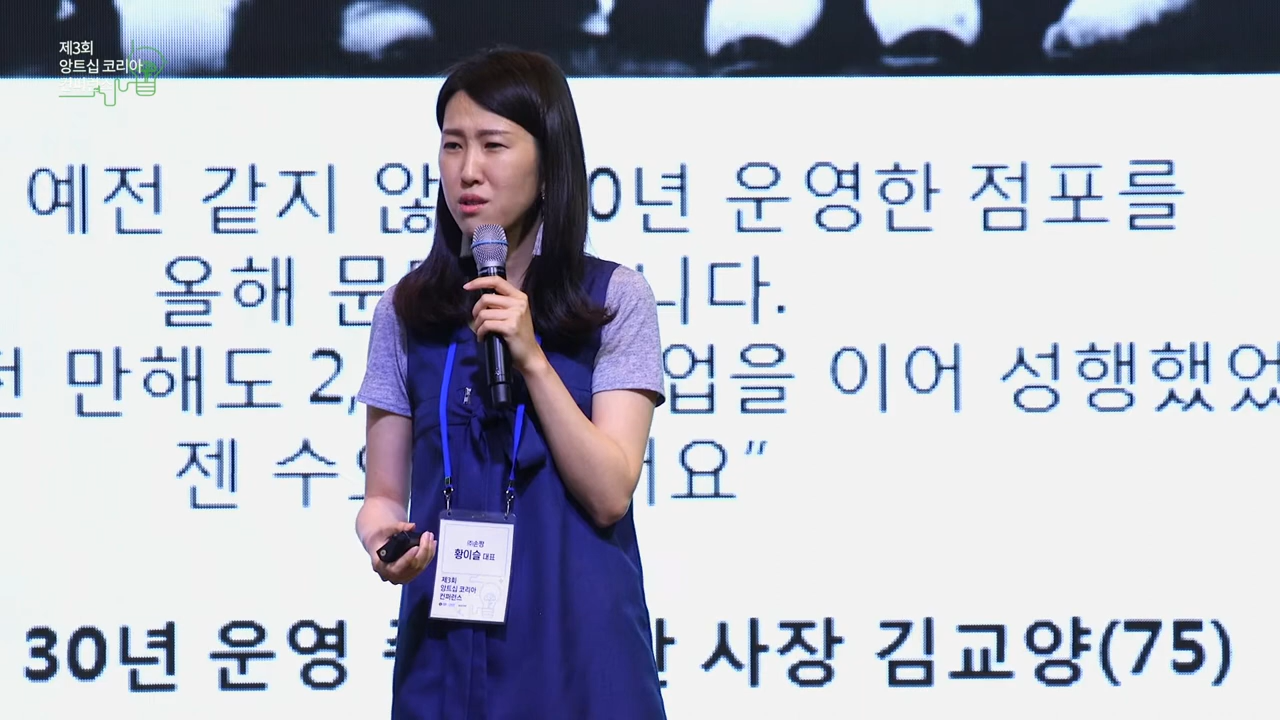 제3회
앙트십 코리아
예전 같지 않 0년 운영한 점포를
올해 문 니다.
만해도 2, 업을 이어 성행했었
젠 수요 요”
㈜손짱
황이슬 대표
제3회
앙트십 코리아
컨퍼런스
30년 운영 사장 김교양(75)